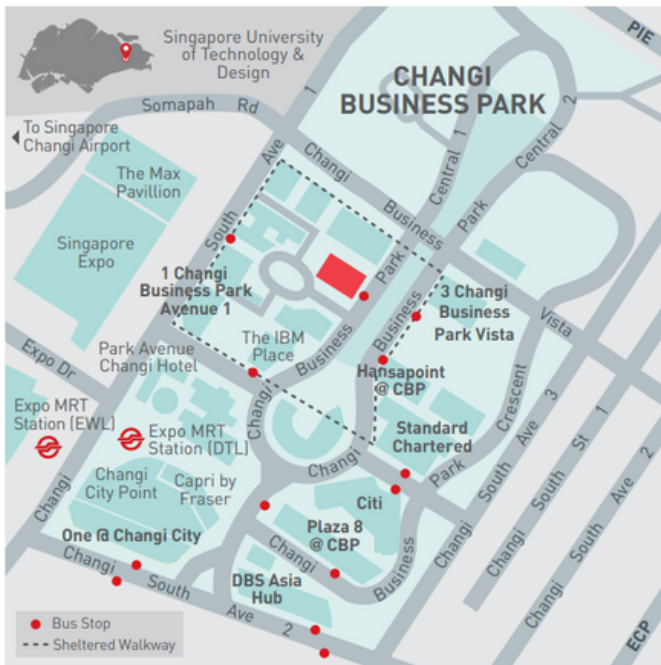 Singapore University
of Technology &
Design
PIE
CHANGI
BUSINESS PARK
Somapah Rd
To Singapore
Changi Airport
The Max
Pavillion
Singapore
Expo
South Ave 1
Changi Business Park Vista
Central 1
Central 2
Park
Business
1 Changi
Business Park
Avenue 1
3 Changi
Business
Park Vista
The IBM
Place
Park Avenue
Changi Hotel
Expo Dr
Changi Business Park
Hansapoint
@ CBP
Expo MRT
Station (EWL)
Expo MRT
Station (DTL)
Standard
Chartered
Crescent
Changi
City Point
Capri by
Fraser
Changi
Park
Citi
Plaza 8
@ CBP
One @ Changi City
Changi
Changi Business
DBS Asia
Hub
Changi South Ave 2
Changi South Ave 3
Changi South St 1
Changi South Ave 2
ECP
Bus Stop
Sheltered Walkway